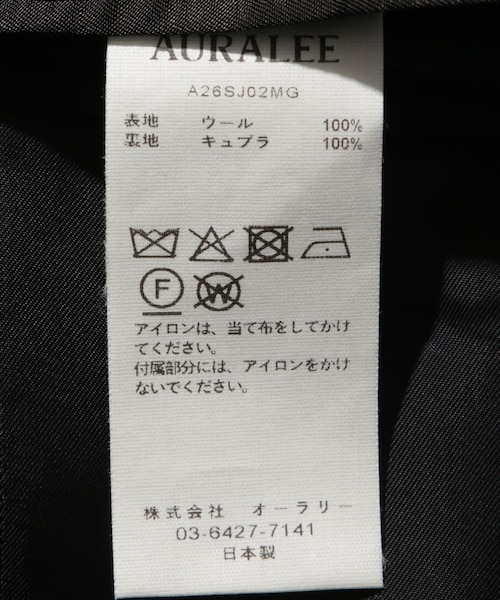 AURALEE
A26SJ02MG
表地 ウール 100%
裏地 キュプラ 100%
F W
アイロンは、当て布をしてかけ
てください。
付属部分には、アイロンをかけ
ないでください。
株式会社 オーラリー
03-6427-7141
日本製